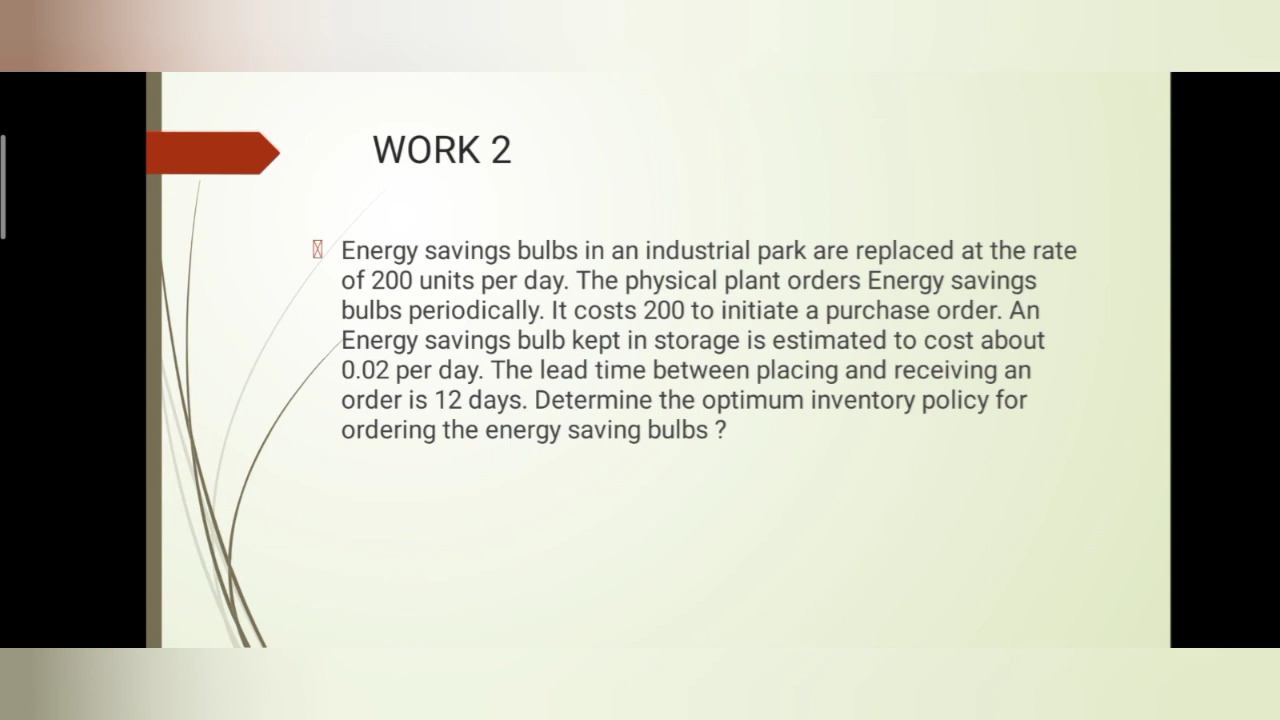 WORK 2
Energy savings bulbs in an industrial park are replaced at the rate
of 200 units per day. The physical plant orders Energy savings
bulbs periodically. It costs 200 to initiate a purchase order. An
Energy savings bulb kept in storage is estimated to cost about
0.02 per day. The lead time between placing and receiving an
order is 12 days. Determine the optimum inventory policy for
ordering the energy saving bulbs ?